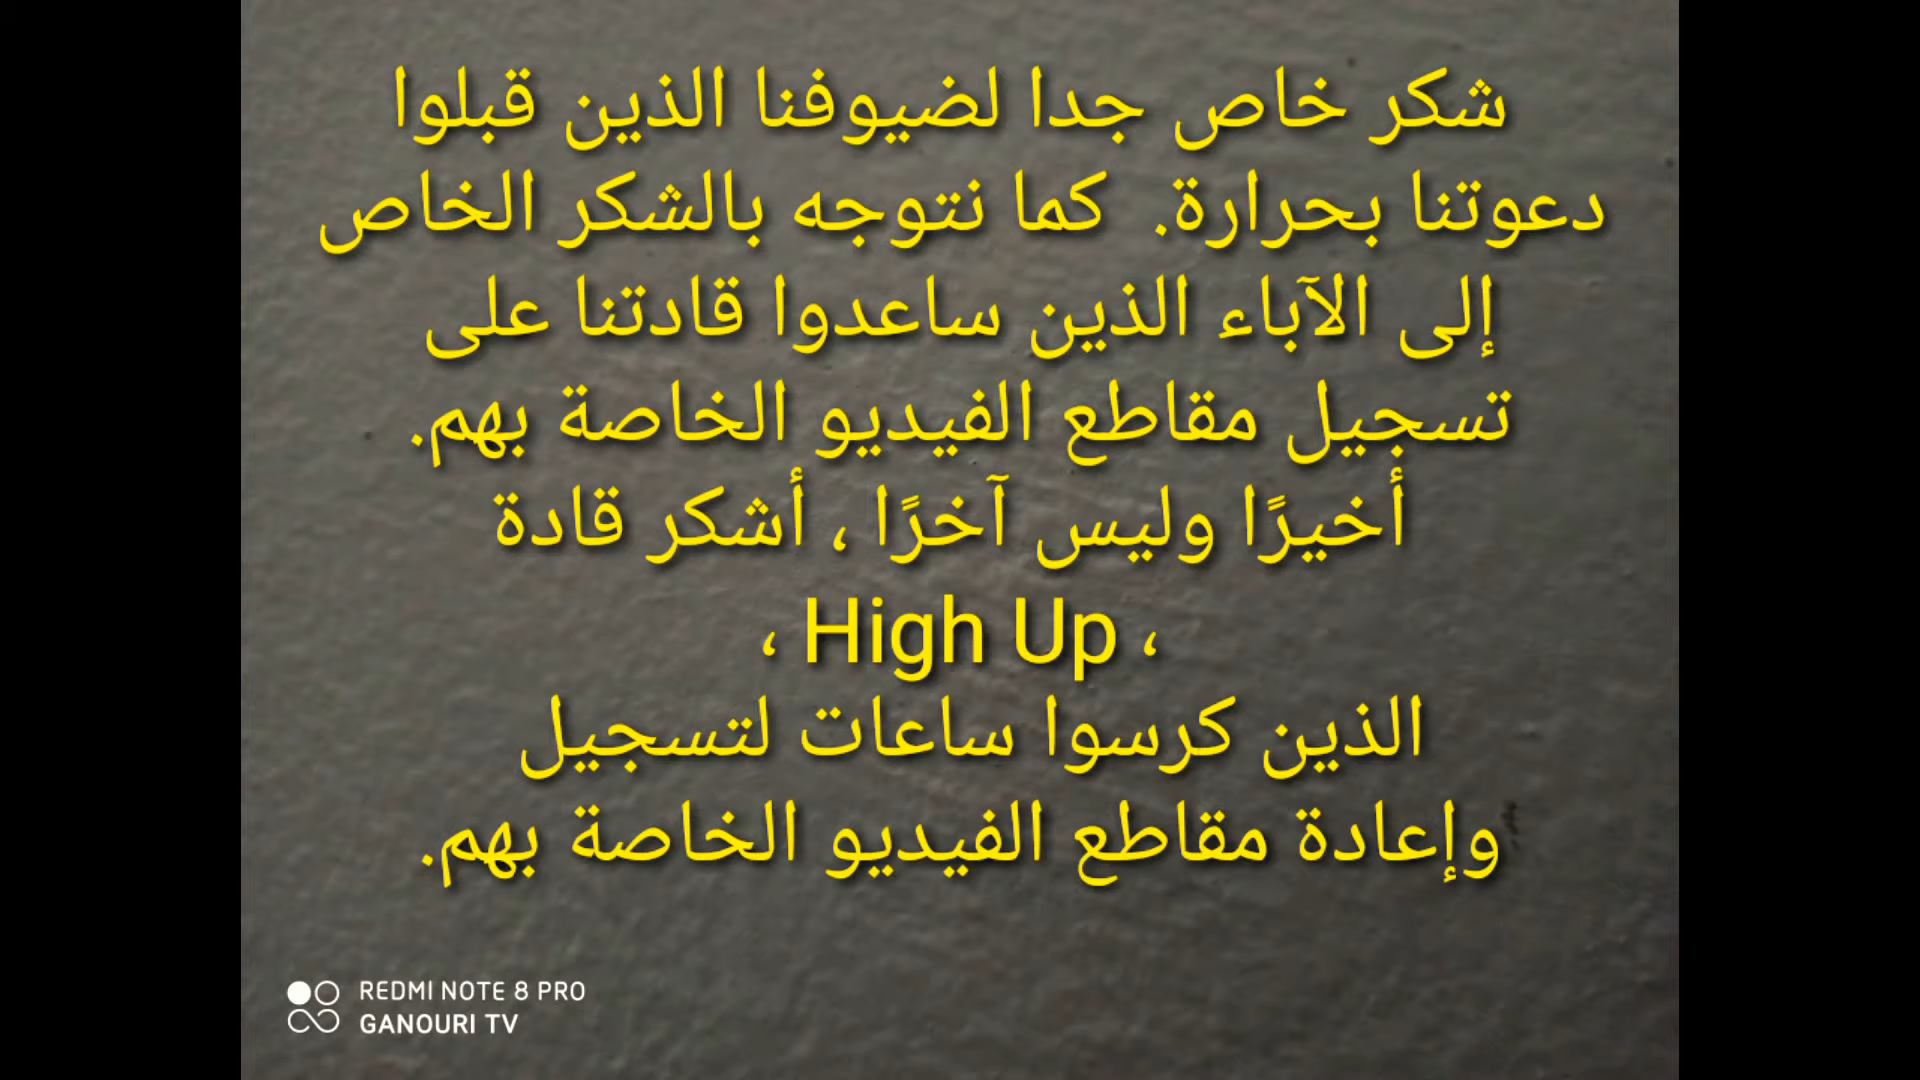 شكر خاص جدا لضيوفنا الذين قبلوا
دعوتنا بحرارة. كما نتوجه بالشكر الخاص
إلى الآباء الذين ساعدوا قادتنا على
تسجيل مقاطع الفيديو الخاصة بهم.
أخيرًا وليس آخرًا ، أشكر قادة
، High Up ،
الذين كرسوا ساعات لتسجيل
وإعادة مقاطع الفيديو الخاصة بهم.
REDMI NOTE 8 PRO
GANOURI TV